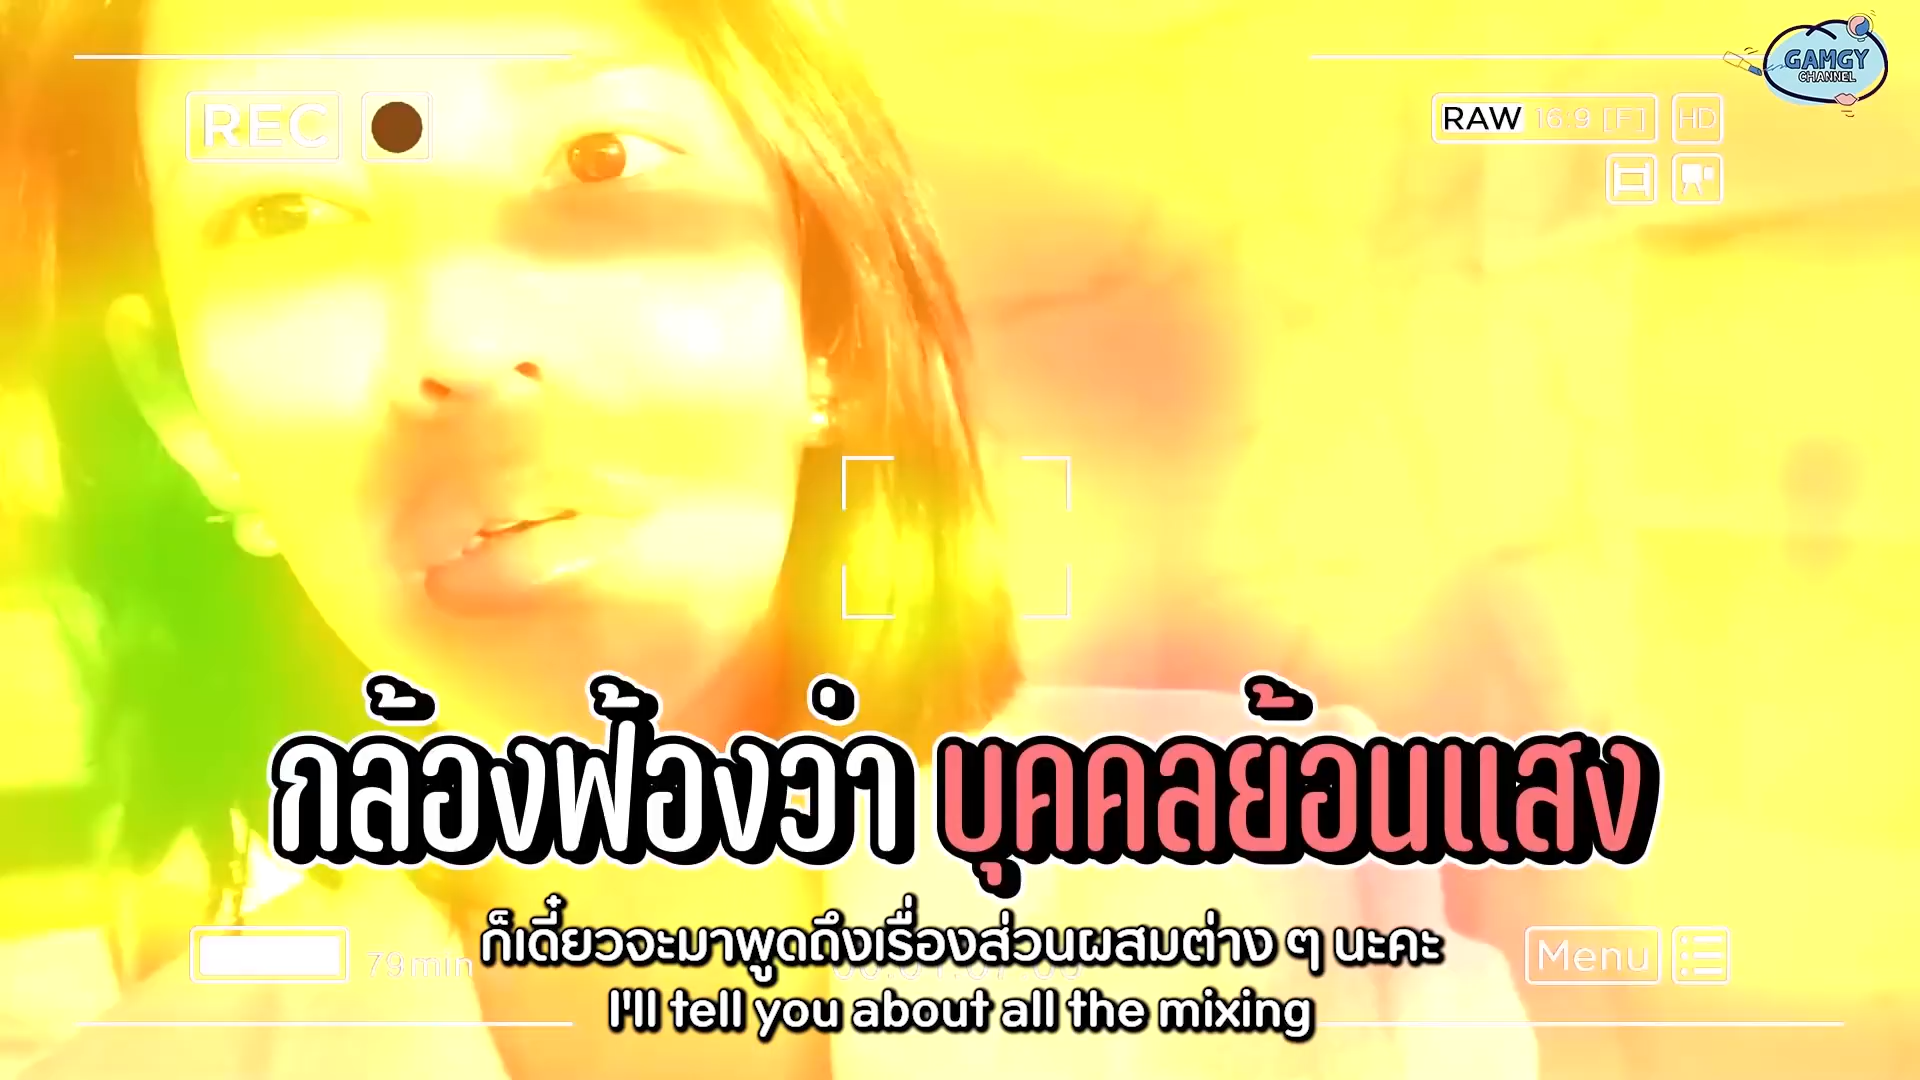 GAMGY
CHANNEL
REC
RAW 16:9 [F] HD
กล้องฟ้องว่า บุคคลย้อนแสง
79min
Menu
ก็เดี๋ยวจะมาพูดถึงเรื่องส่วนผสมต่าง ๆ นะคะ
I'll tell you about all the mixing